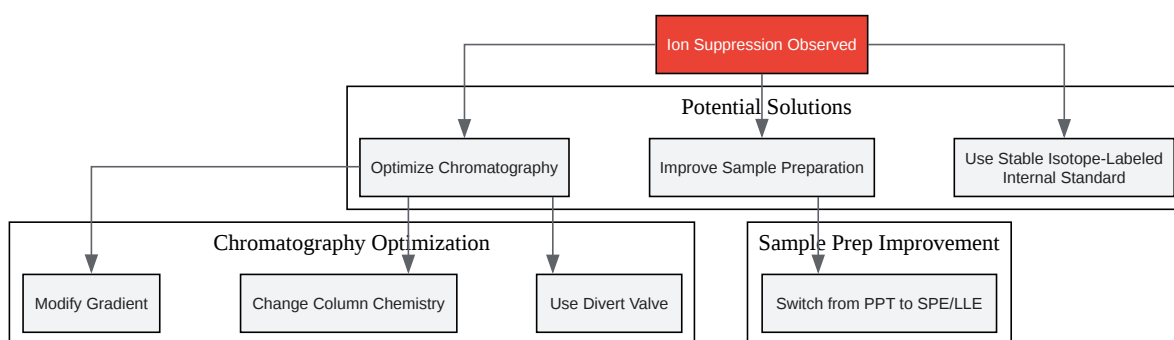 Ion Suppression Observed
Potential Solutions
Optimize Chromatography
Improve Sample Preparation
Use Stable Isotope-Labeled
Internal Standard
Chromatography Optimization
Sample Prep Improvement
Modify Gradient
Change Column Chemistry
Use Divert Valve
Switch from PPT to SPE/LLE